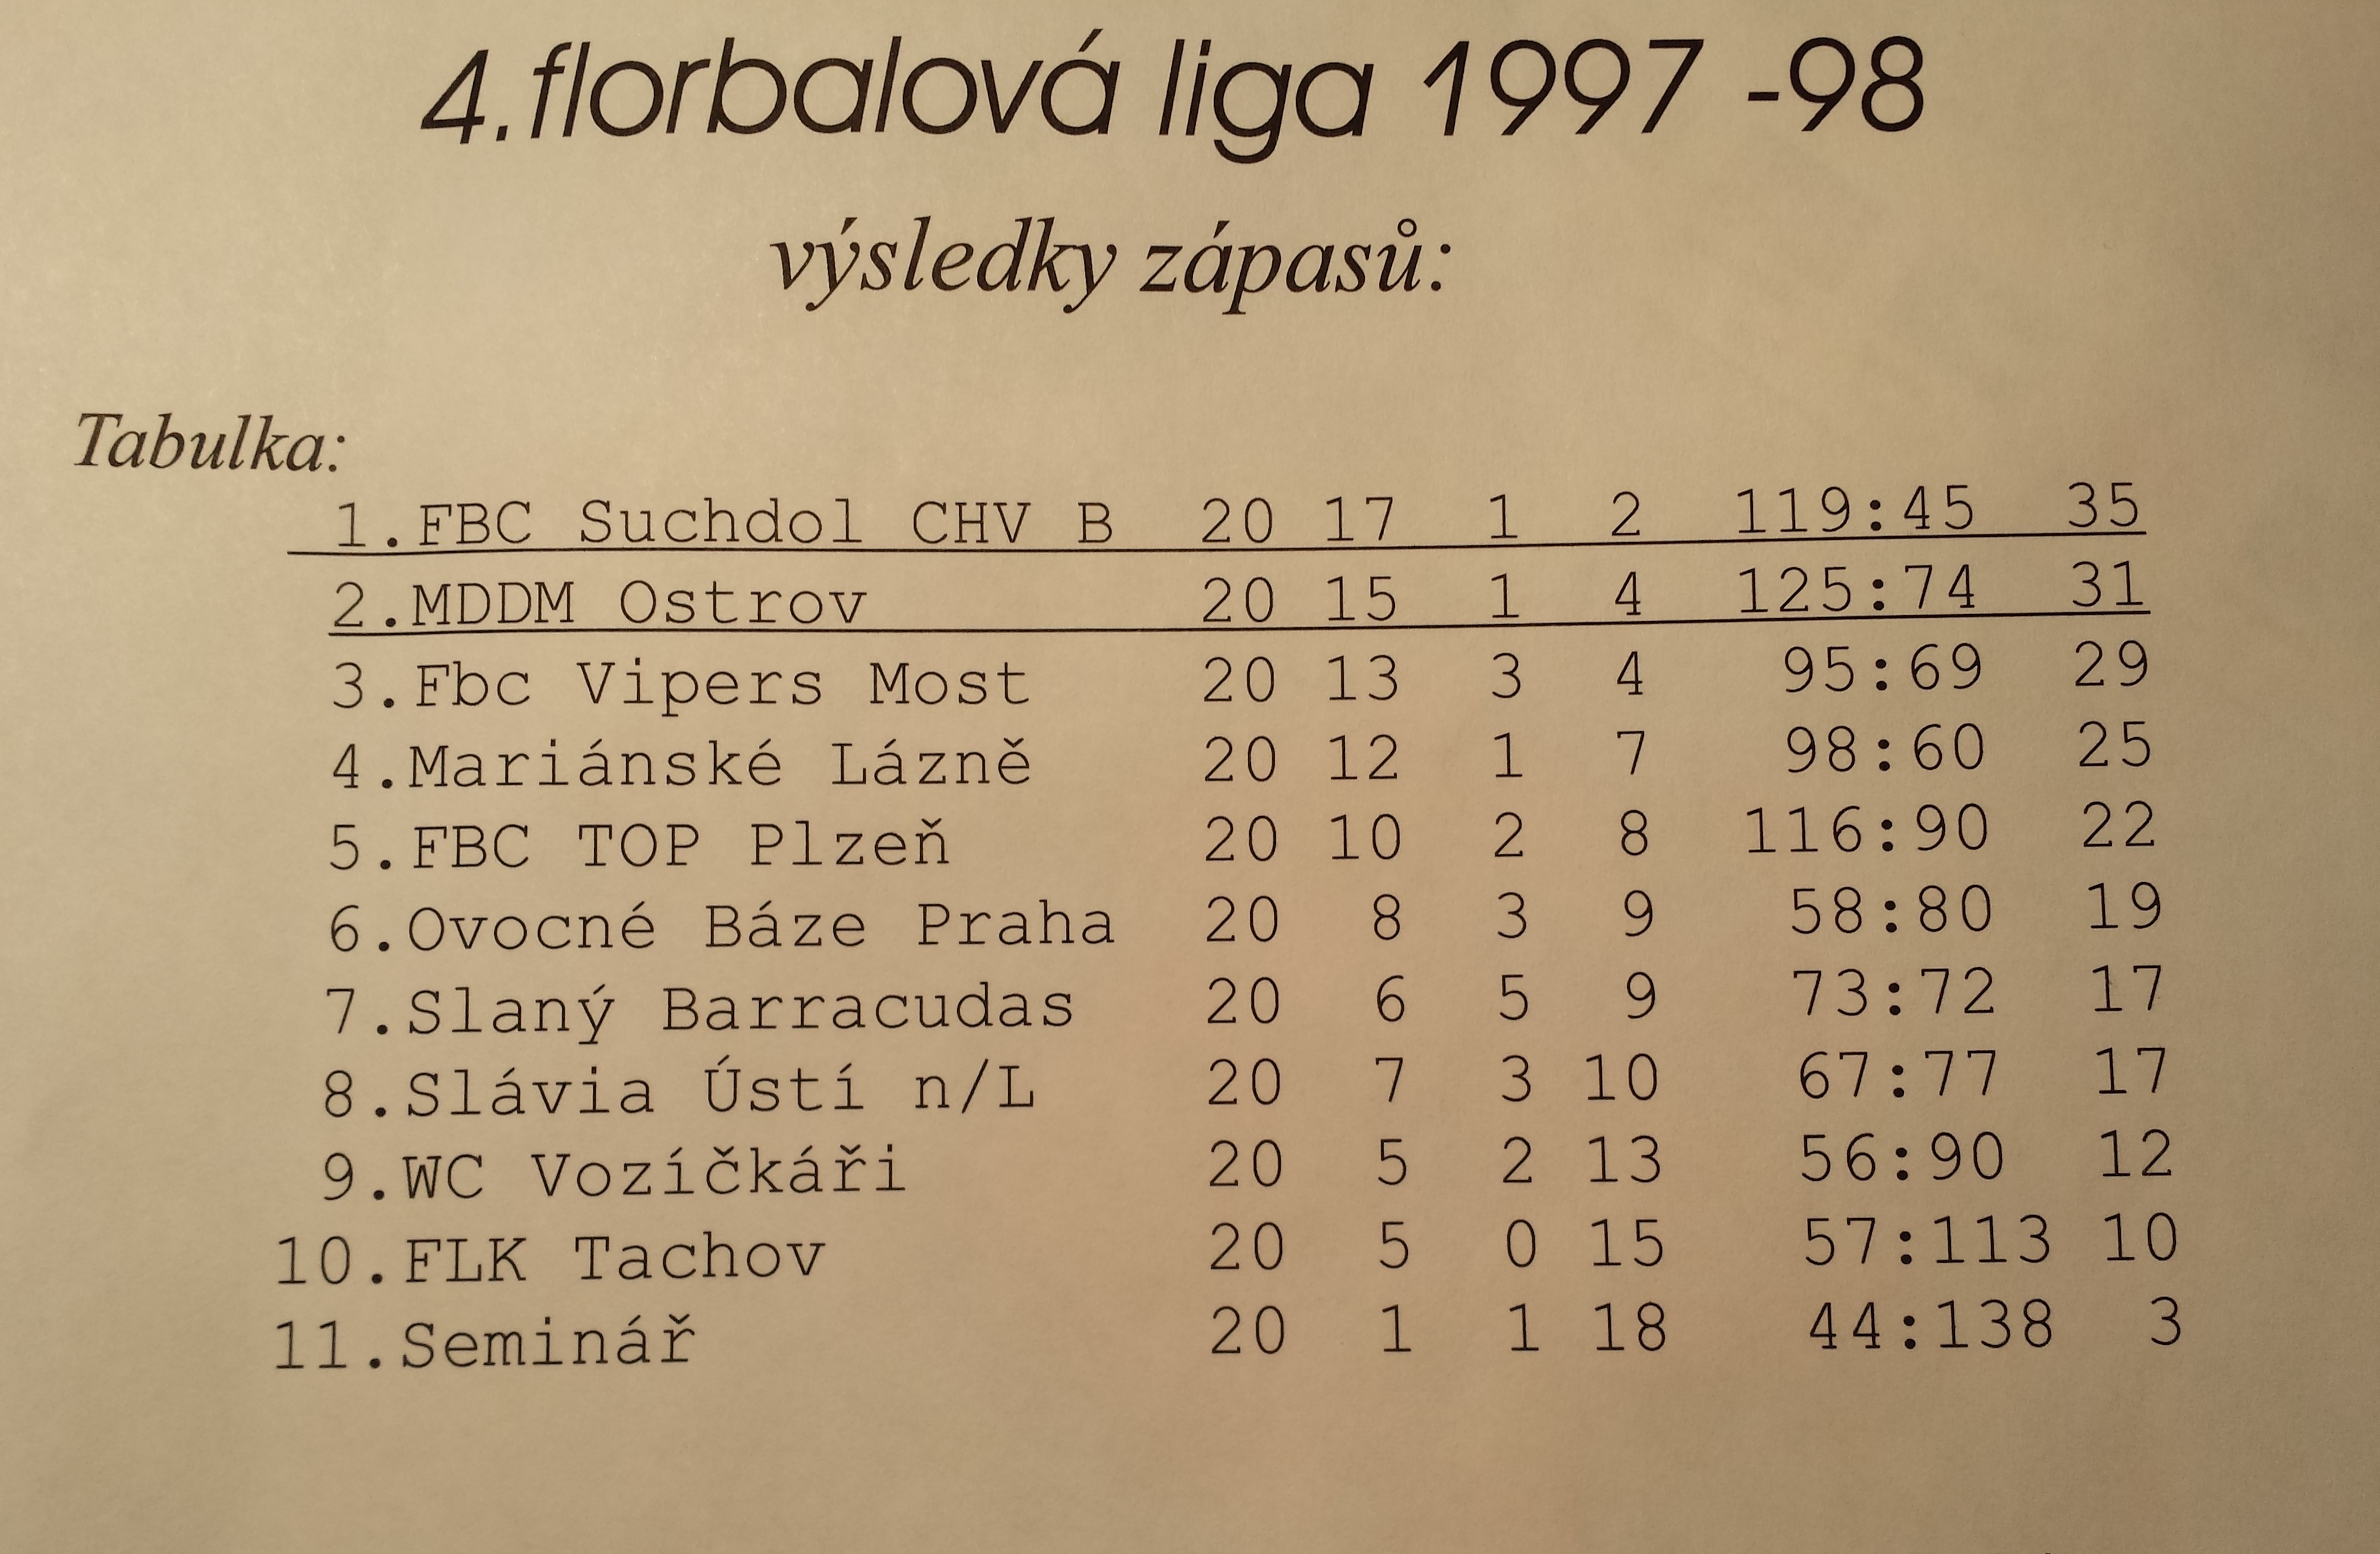 4.florbalová liga 1997 -98
výsledky zápasů:
Tabulka:
1.FBC Suchdol CHV B 20 17 1 2 119:45 35
2.MDDM Ostrov 20 15 1 4 125:74 31
3.Fbc Vipers Most 20 13 3 4 95:69 29
4.Mariánské Lázně 20 12 1 7 98:60 25
5.FBC TOP Plzeň 20 10 2 8 116:90 22
6.Ovocné Báze Praha 20 8 3 9 58:80 19
7.Slaný Barracudas 20 6 5 9 73:72 17
8.Slávia Ústí n/L 20 7 3 10 67:77 17
9.WC Vozíčkáři 20 5 2 13 56:90 12
10.FLK Tachov 20 5 0 15 57:113 10
11.Seminář 20 1 1 18 44:138 3